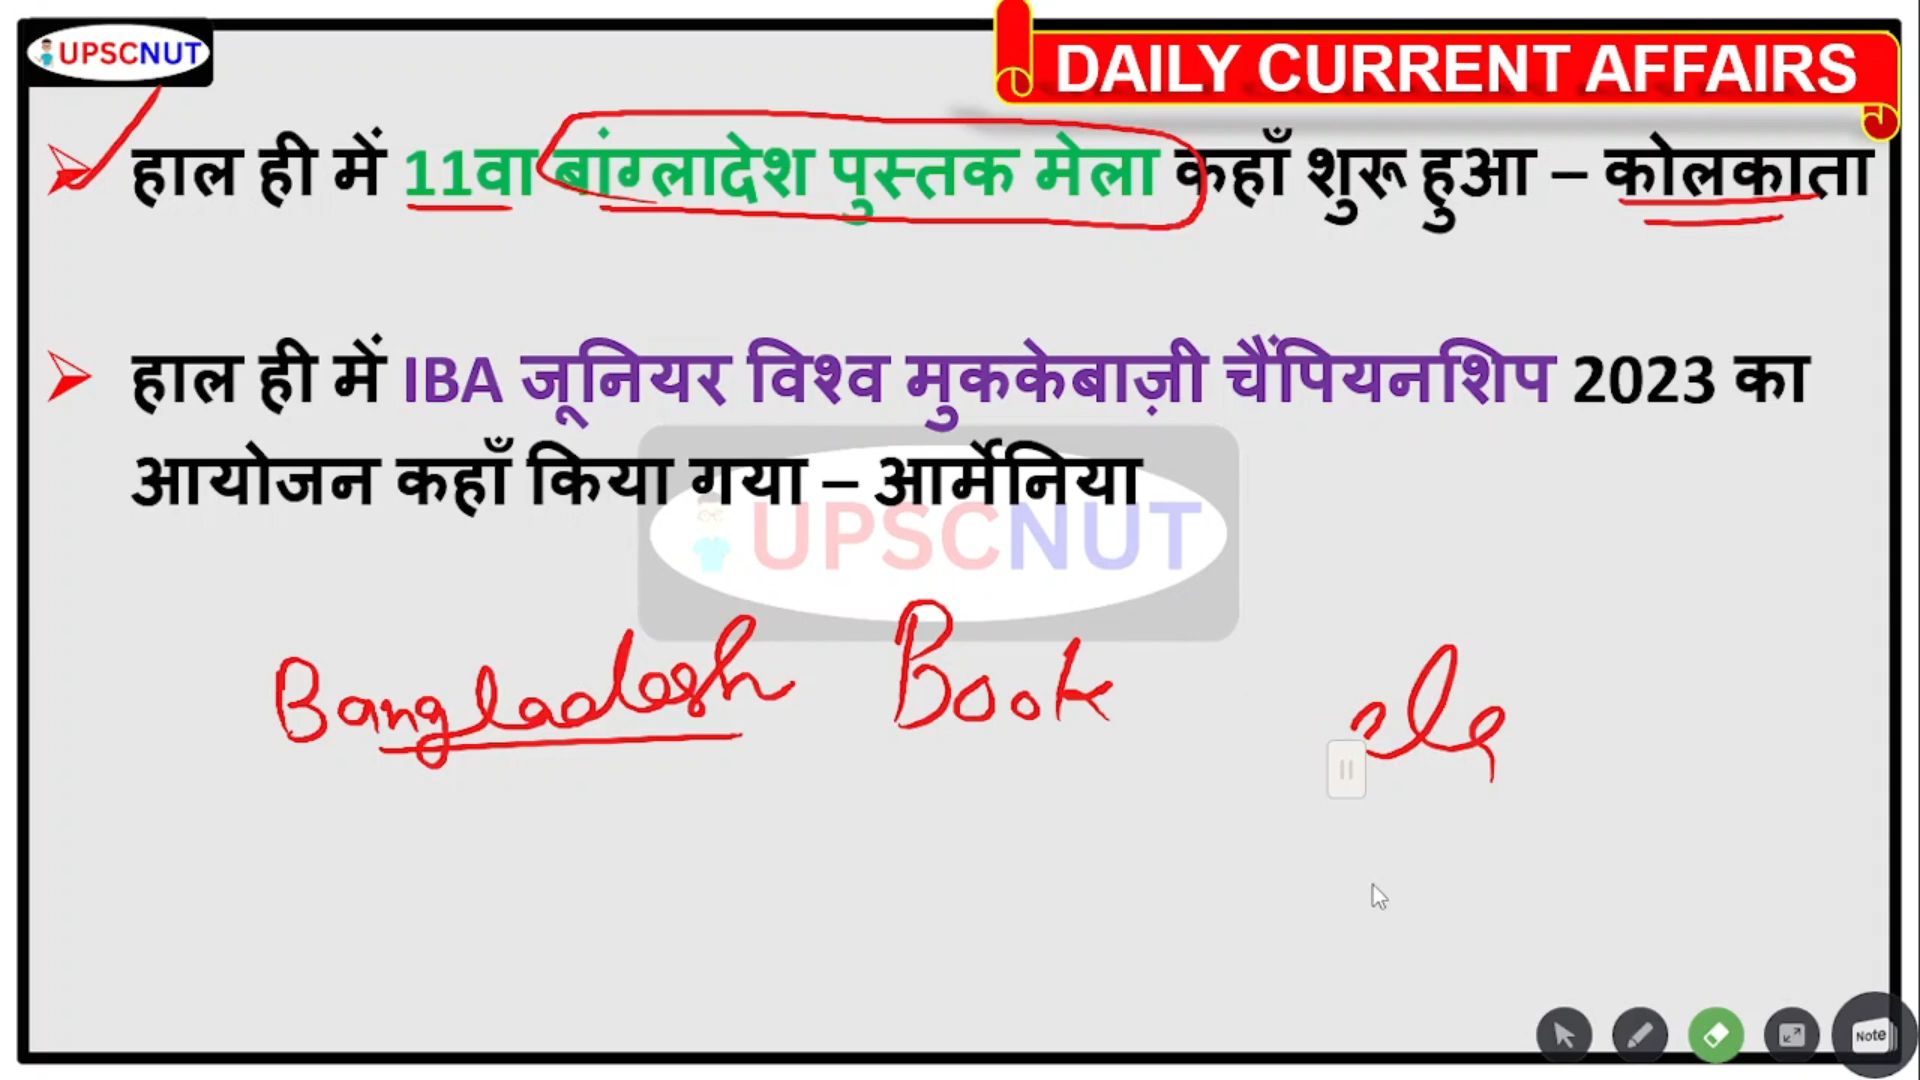 UPSCNUT
DAILY CURRENT AFFAIRS
हाल ही में 11वा बांग्लादेश पुस्तक मेला कहाँ शुरू हुआ – कोलकाता
हाल ही में IBA जूनियर विश्व मुककेबाज़ी चैंपियनशिप 2023 का
आयोजन कहाँ किया गया – आर्मेनिया
UPSCNUT
Bangladesh Book
Note